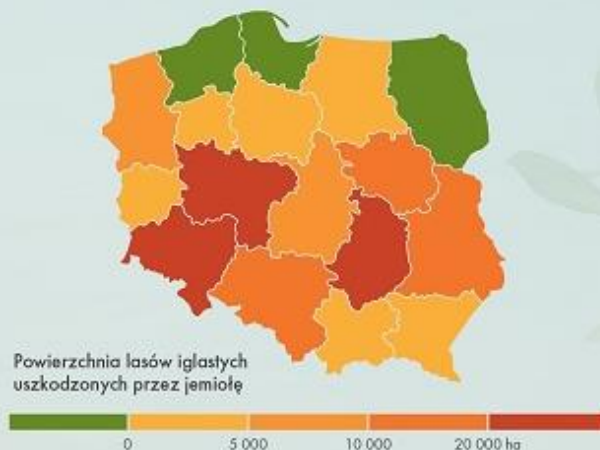 Powierzchnia lasów iglastych
uszkodzonych przez jemiołę
0 5 000 10 000 20 000 ha